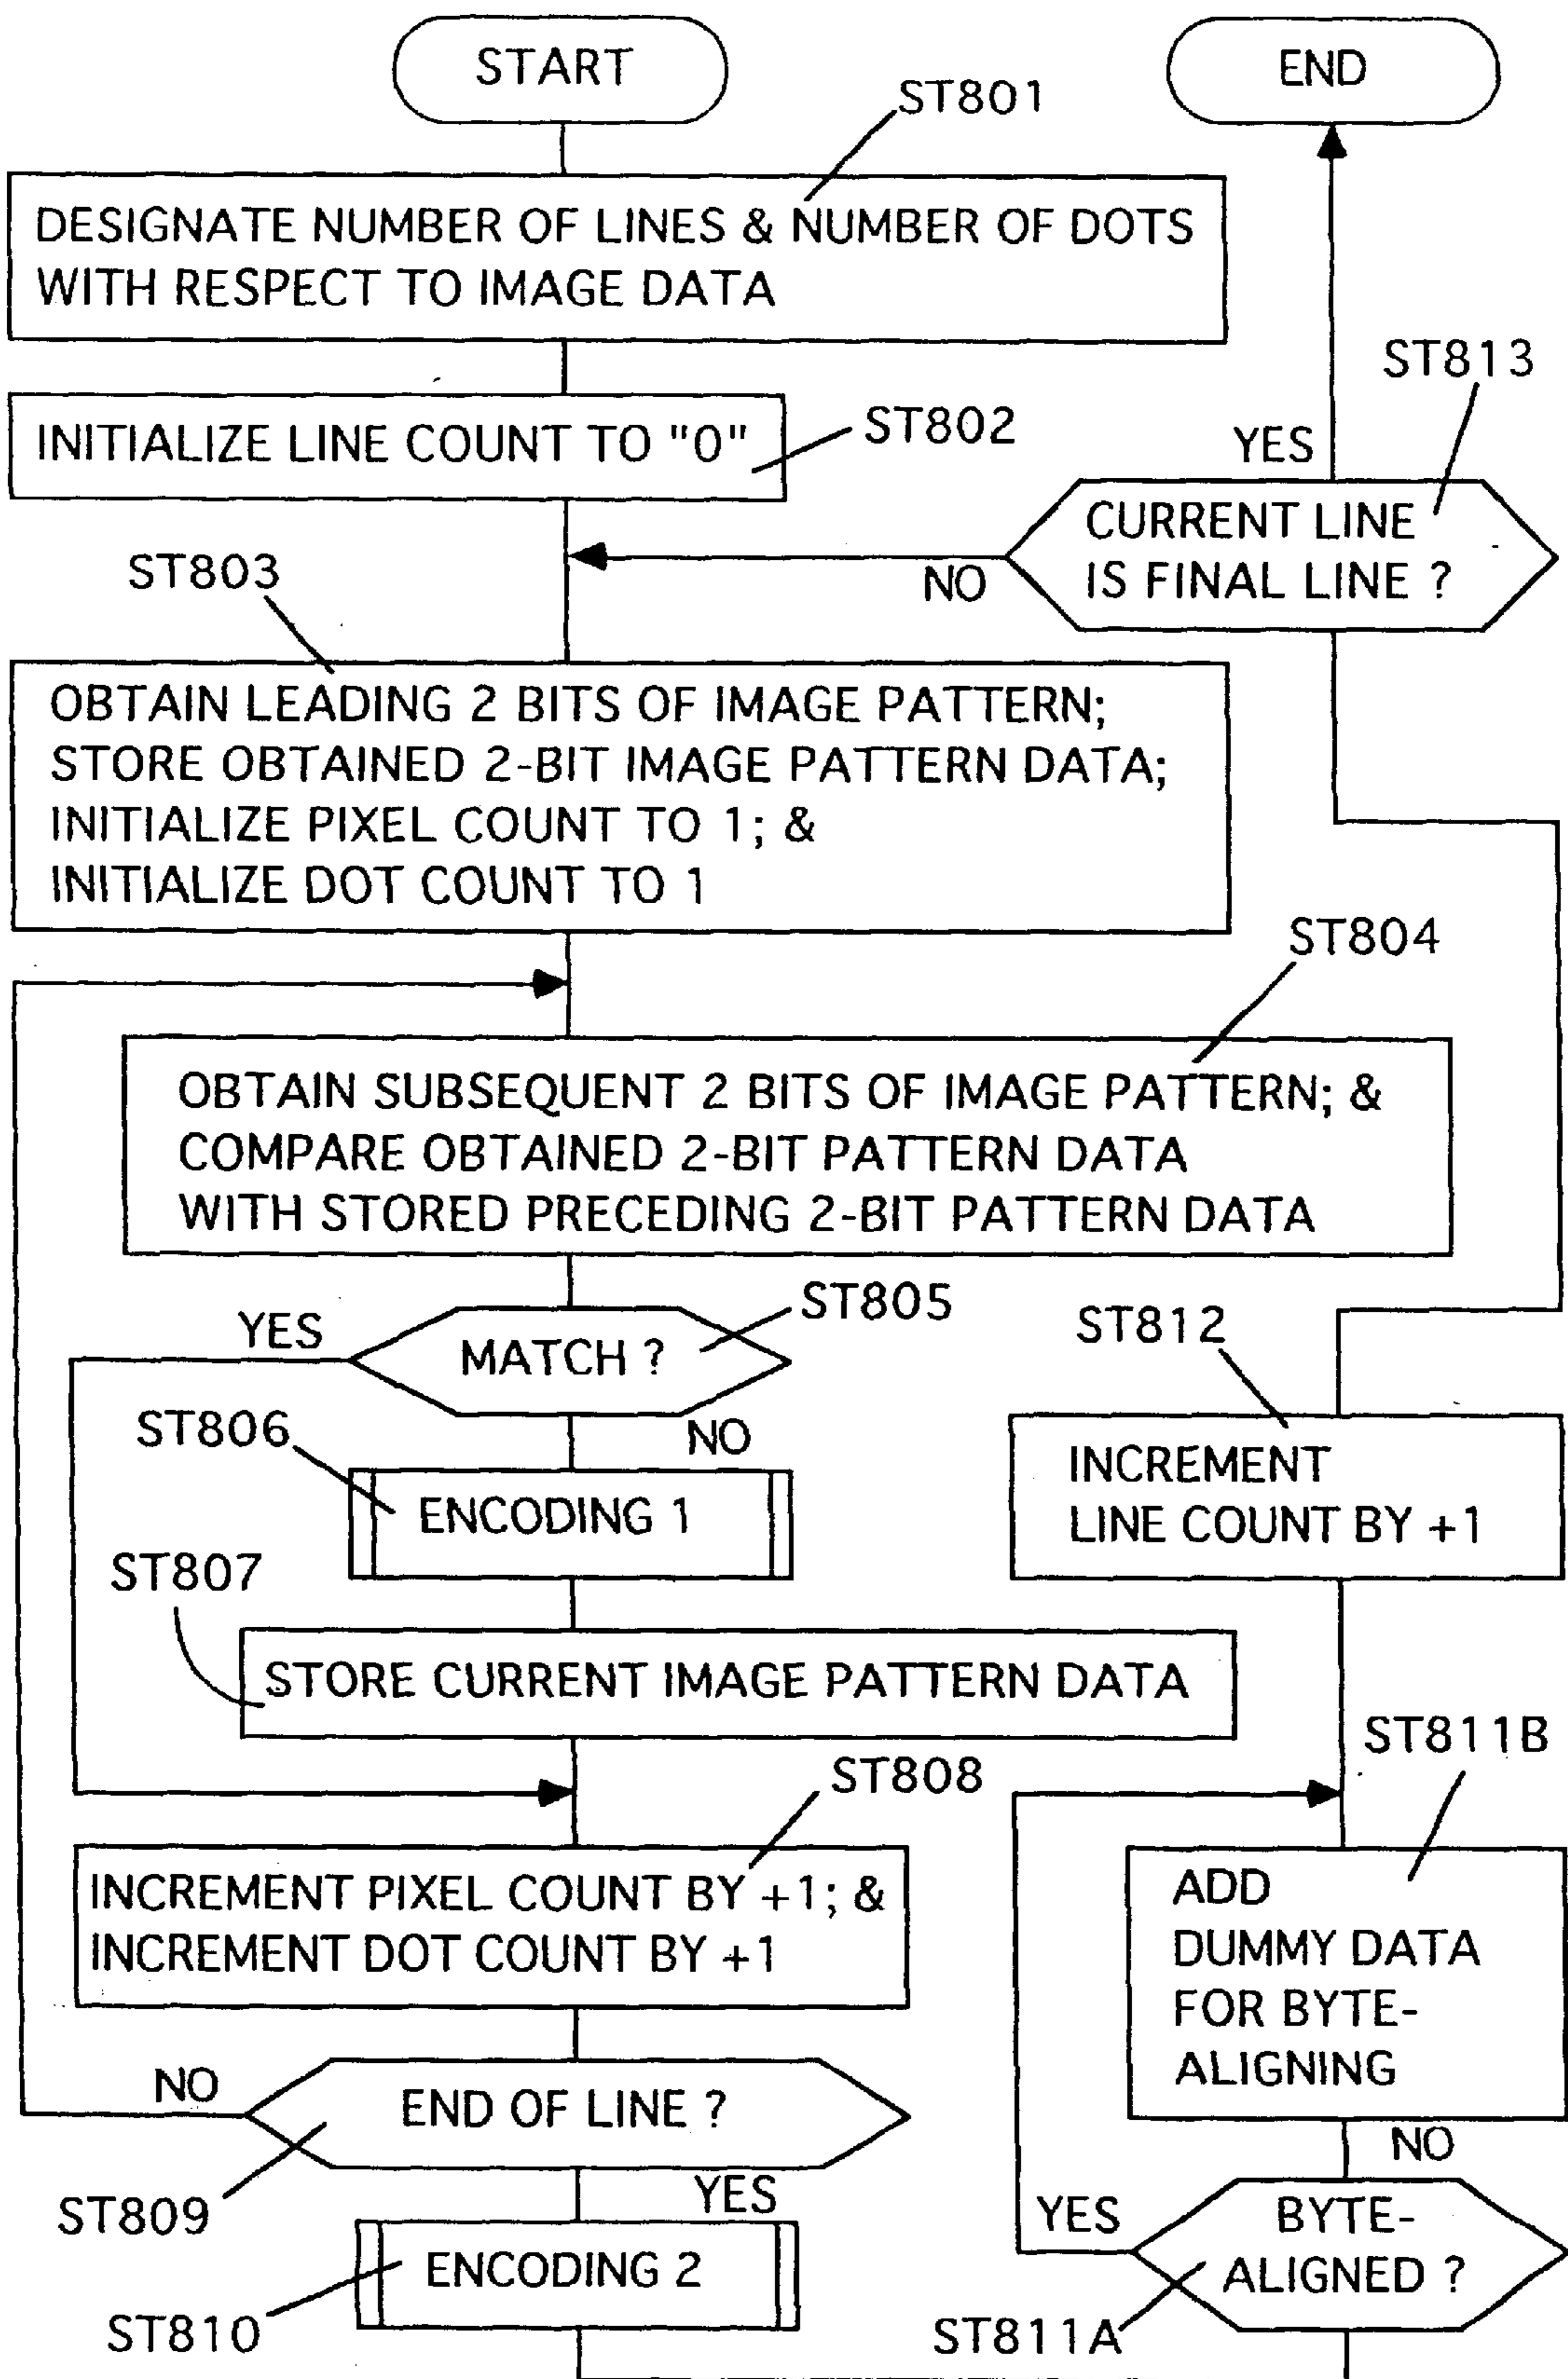 START
END
ST801
DESIGNATE NUMBER OF LINES & NUMBER OF DOTS
WITH RESPECT TO IMAGE DATA
ST813
INITIALIZE LINE COUNT TO "0"
ST802
YES
CURRENT LINE
IS FINAL LINE ?
NO
ST803
OBTAIN LEADING 2 BITS OF IMAGE PATTERN;
STORE OBTAINED 2-BIT IMAGE PATTERN DATA;
INITIALIZE PIXEL COUNT TO 1; &
INITIALIZE DOT COUNT TO 1
ST804
OBTAIN SUBSEQUENT 2 BITS OF IMAGE PATTERN; &
COMPARE OBTAINED 2-BIT PATTERN DATA
WITH STORED PRECEDING 2-BIT PATTERN DATA
ST805
YES
MATCH ?
ST812
ST806
NO
ENCODING 1
INCREMENT
LINE COUNT BY +1
ST807
STORE CURRENT IMAGE PATTERN DATA
ST811B
ST808
INCREMENT PIXEL COUNT BY +1; &
INCREMENT DOT COUNT BY +1
ADD
DUMMY DATA
FOR BYTE-
ALIGNING
NO
END OF LINE ?
NO
ST809
YES
YES
BYTE-
ALIGNED ?
ENCODING 2
ST810
ST811A